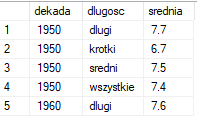 dekada dlugosc srednia
1 1950 dlugi 7.7
2 1950 krotki 6.7
3 1950 sredni 7.5
4 1950 wszystkie 7.4
5 1960 dlugi 7.6